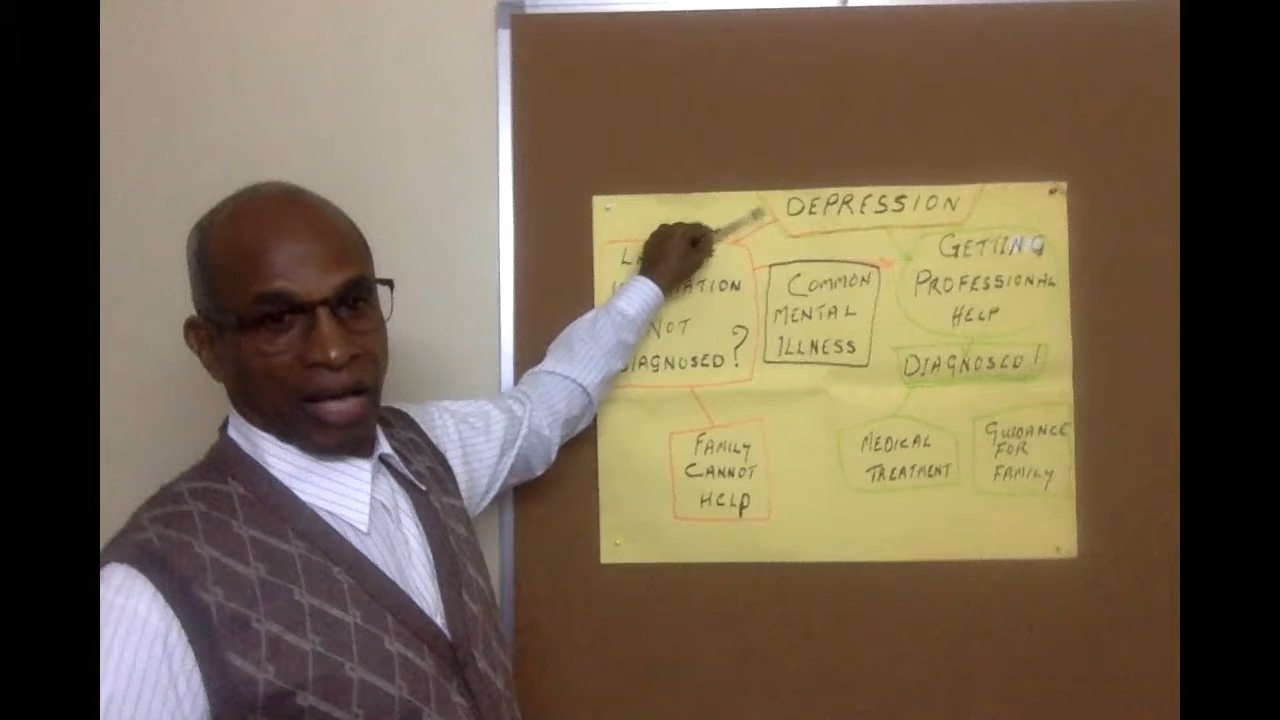 DEPRESSION
NOT
DIAGNOSED?
COMMON
MENTAL
ILLNESS
GETTING
PROFESSIONAL
HELP
DIAGNOSED!
FAMILY
CANNOT
HELP
MEDICAL
TREATMENT
GUIDANCE
FOR
FAMILY